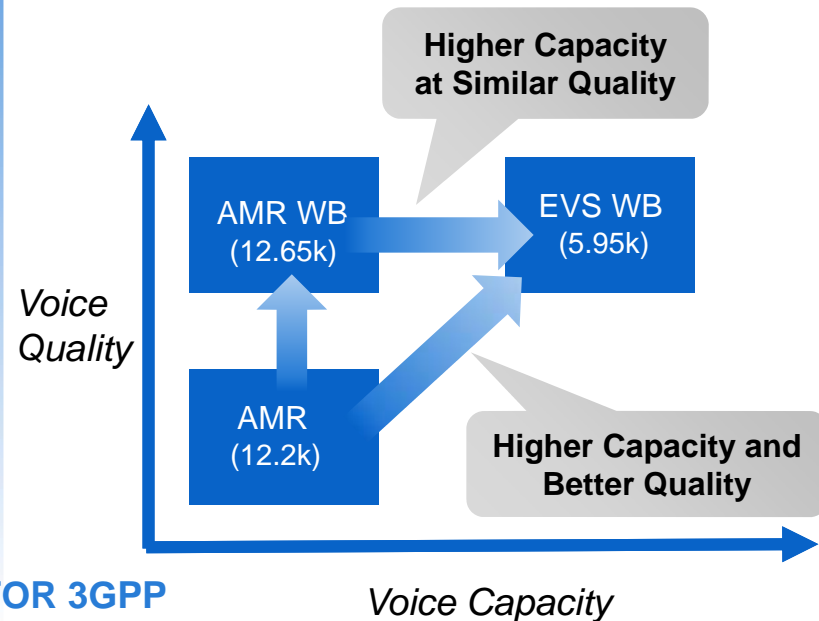 Higher Capacity
at Similar Quality
AMR WB
(12.65k)
EVS WB
(5.95k)
Voice
Quality
AMR
(12.2k)
Higher Capacity and
Better Quality
FOR 3GPP
Voice Capacity